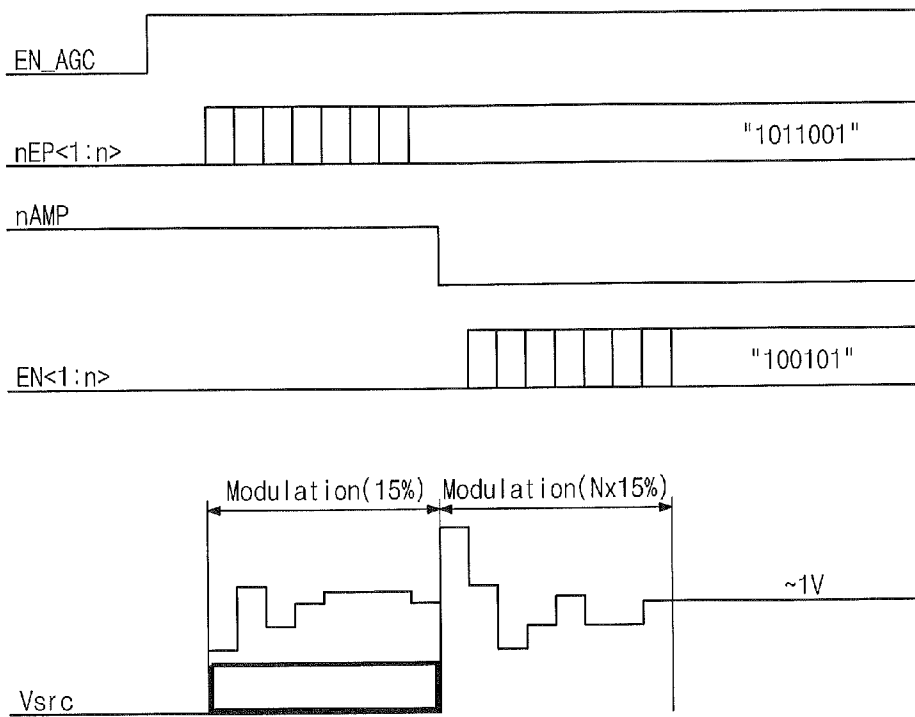 EN_AGC
nEP<1:n>
"1011001"
nAMP
EN<1:n>
"100101"
Modulation(15%) Modulation(Nx15%)
~1V
Vsrc